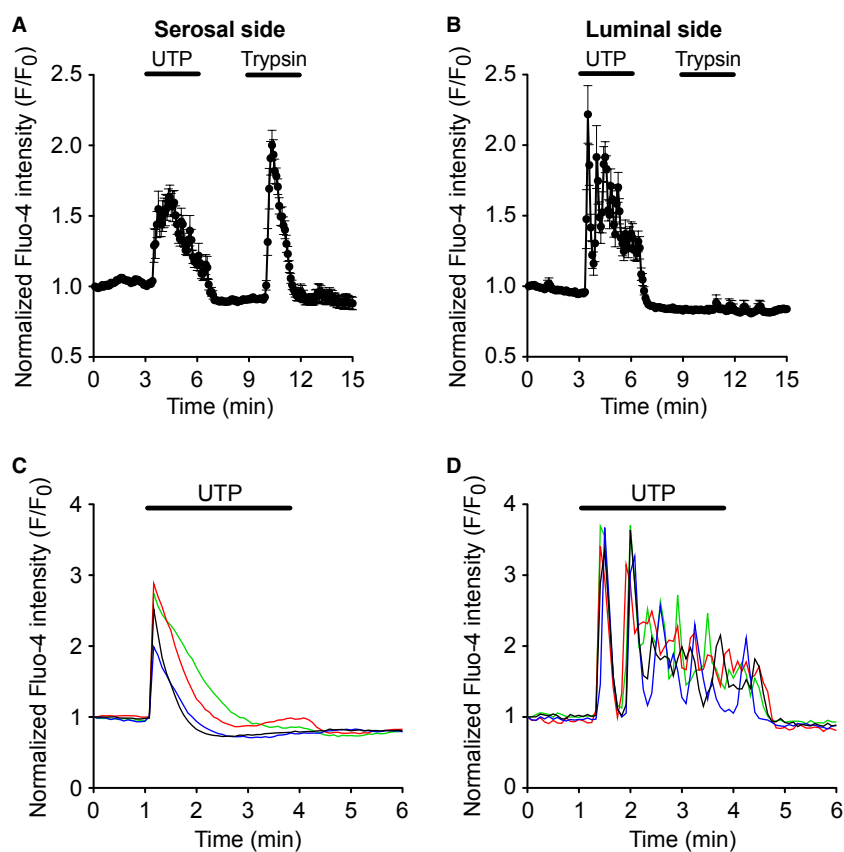 A
Serosal side
UTP
Trypsin
Normalized Fluo-4 intensity (F/F0)
2.5
2.0
1.5
1.0
0.5
0 3 6 9 12 15
Time (min)
B
Luminal side
UTP
Trypsin
Normalized Fluo-4 intensity (F/F0)
2.5
2.0
1.5
1.0
0.5
0 3 6 9 12 15
Time (min)
C
UTP
Normalized Fluo-4 intensity (F/F0)
4
3
2
1
0
0 1 2 3 4 5 6
Time (min)
D
UTP
Normalized Fluo-4 intensity (F/F0)
4
3
2
1
0
0 1 2 3 4 5 6
Time (min)